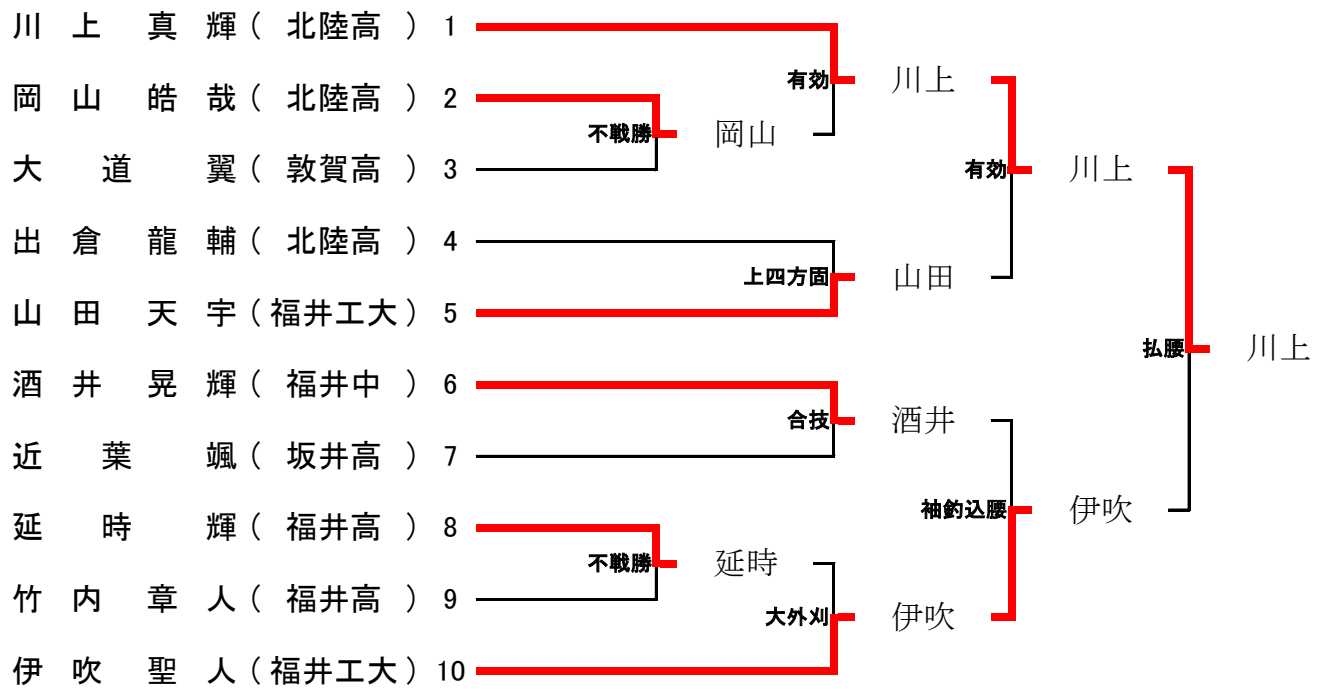 川上真輝（北陸高）1
有効 川上
岡山皓哉（北陸高）2
不戦勝 岡山
大道翼（敦賀高）3
有効 川上
出倉龍輔（北陸高）4
上四方固 山田
山田天宇（福井工大）5
払腰 川上
酒井晃輝（福井中）6
合技 酒井
近葉颯（坂井高）7
袖釣込腰 伊吹
延時輝（福井高）8
不戦勝 延時
竹内章人（福井高）9
大外刈 伊吹
伊吹聖人（福井工大）10